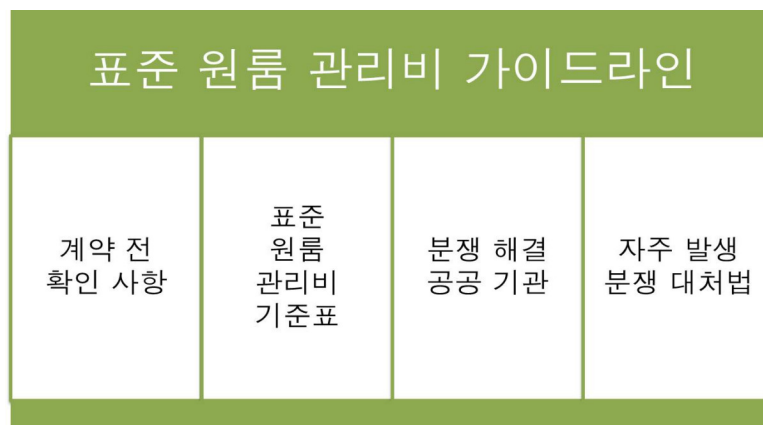 표준 원룸 관리비 가이드라인
계약 전
확인 사항
표준
원룸
관리비
기준표
분쟁 해결
공공 기관
자주 발생
분쟁 대처법